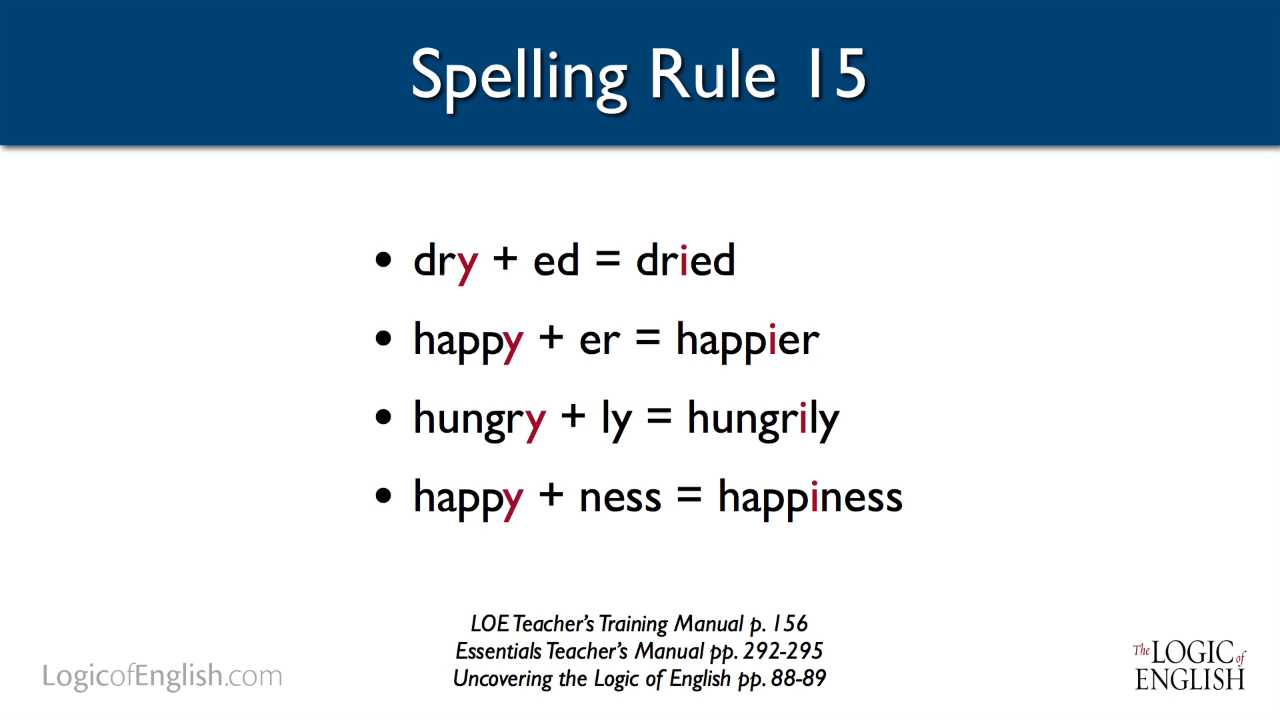 Spelling Rule 15
• dry + ed = dried
• happy + er = happier
• hungry + ly = hungrily
• happy + ness = happiness
LOE Teacher’s Training Manual p. 156
Essentials Teacher’s Manual pp. 292-295
Uncovering the Logic of English pp. 88-89
LogicofEnglish.com
The LOGIC of
ENGLISH